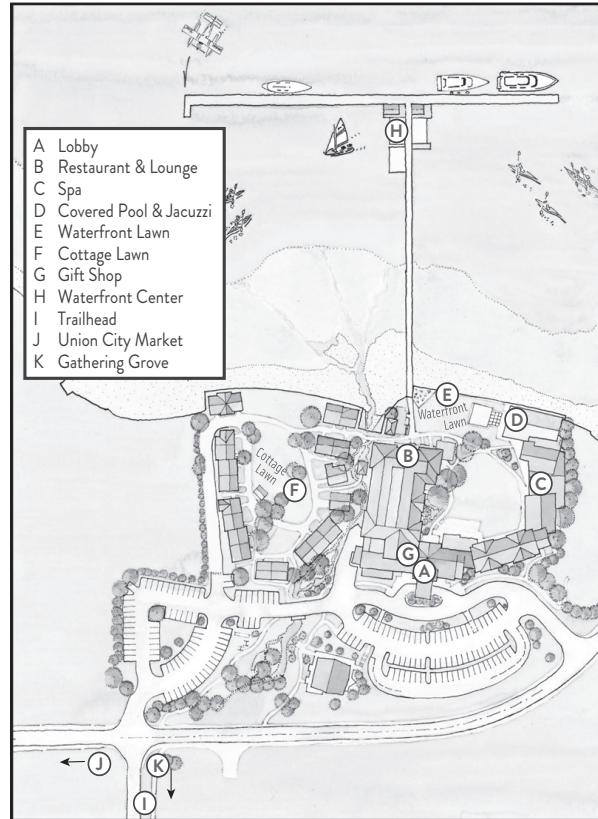 A Lobby
B Restaurant & Lounge
C Spa
D Covered Pool & Jacuzzi
E Waterfront Lawn
F Cottage Lawn
G Gift Shop
H Waterfront Center
I Trailhead
J Union City Market
K Gathering Grove
H
E
Waterfront
Lawn
D
B
Cottage
Lawn
F
C
G
A
J
K
I